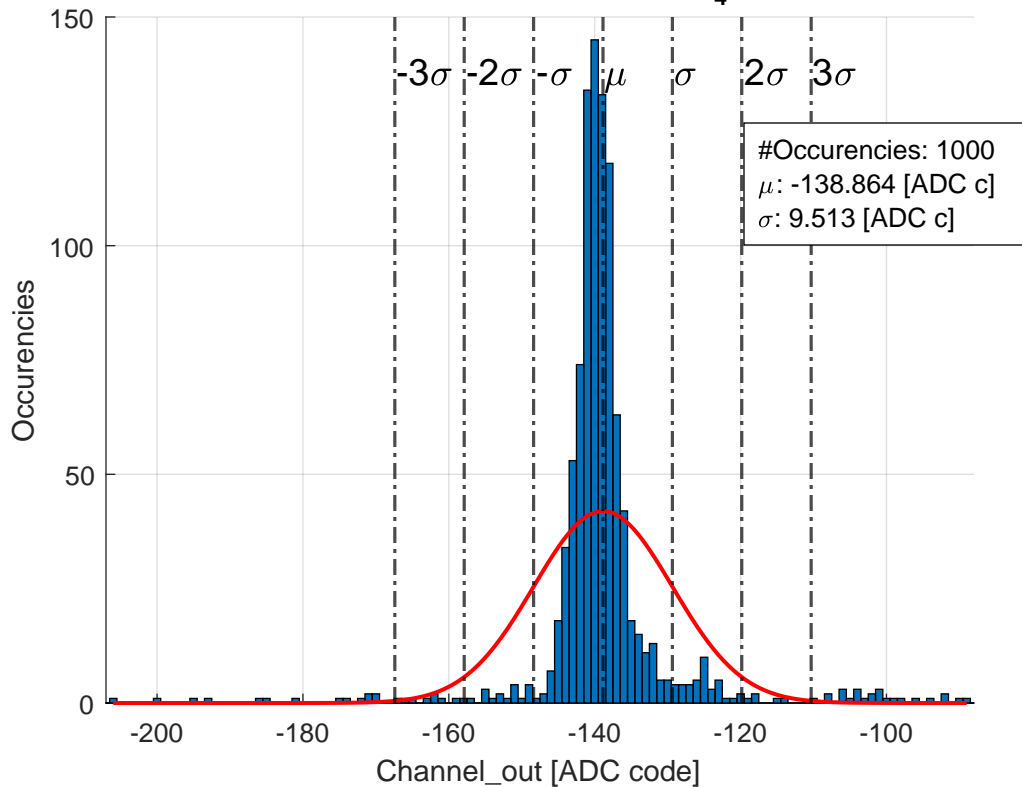 4
150
-3σ -2σ -σ μ σ 2σ 3σ
#Occurencies: 1000
μ: -138.864 [ADC c]
σ: 9.513 [ADC c]
100
50
0
Occurencies
-200 -180 -160 -140 -120 -100
Channel_out [ADC code]